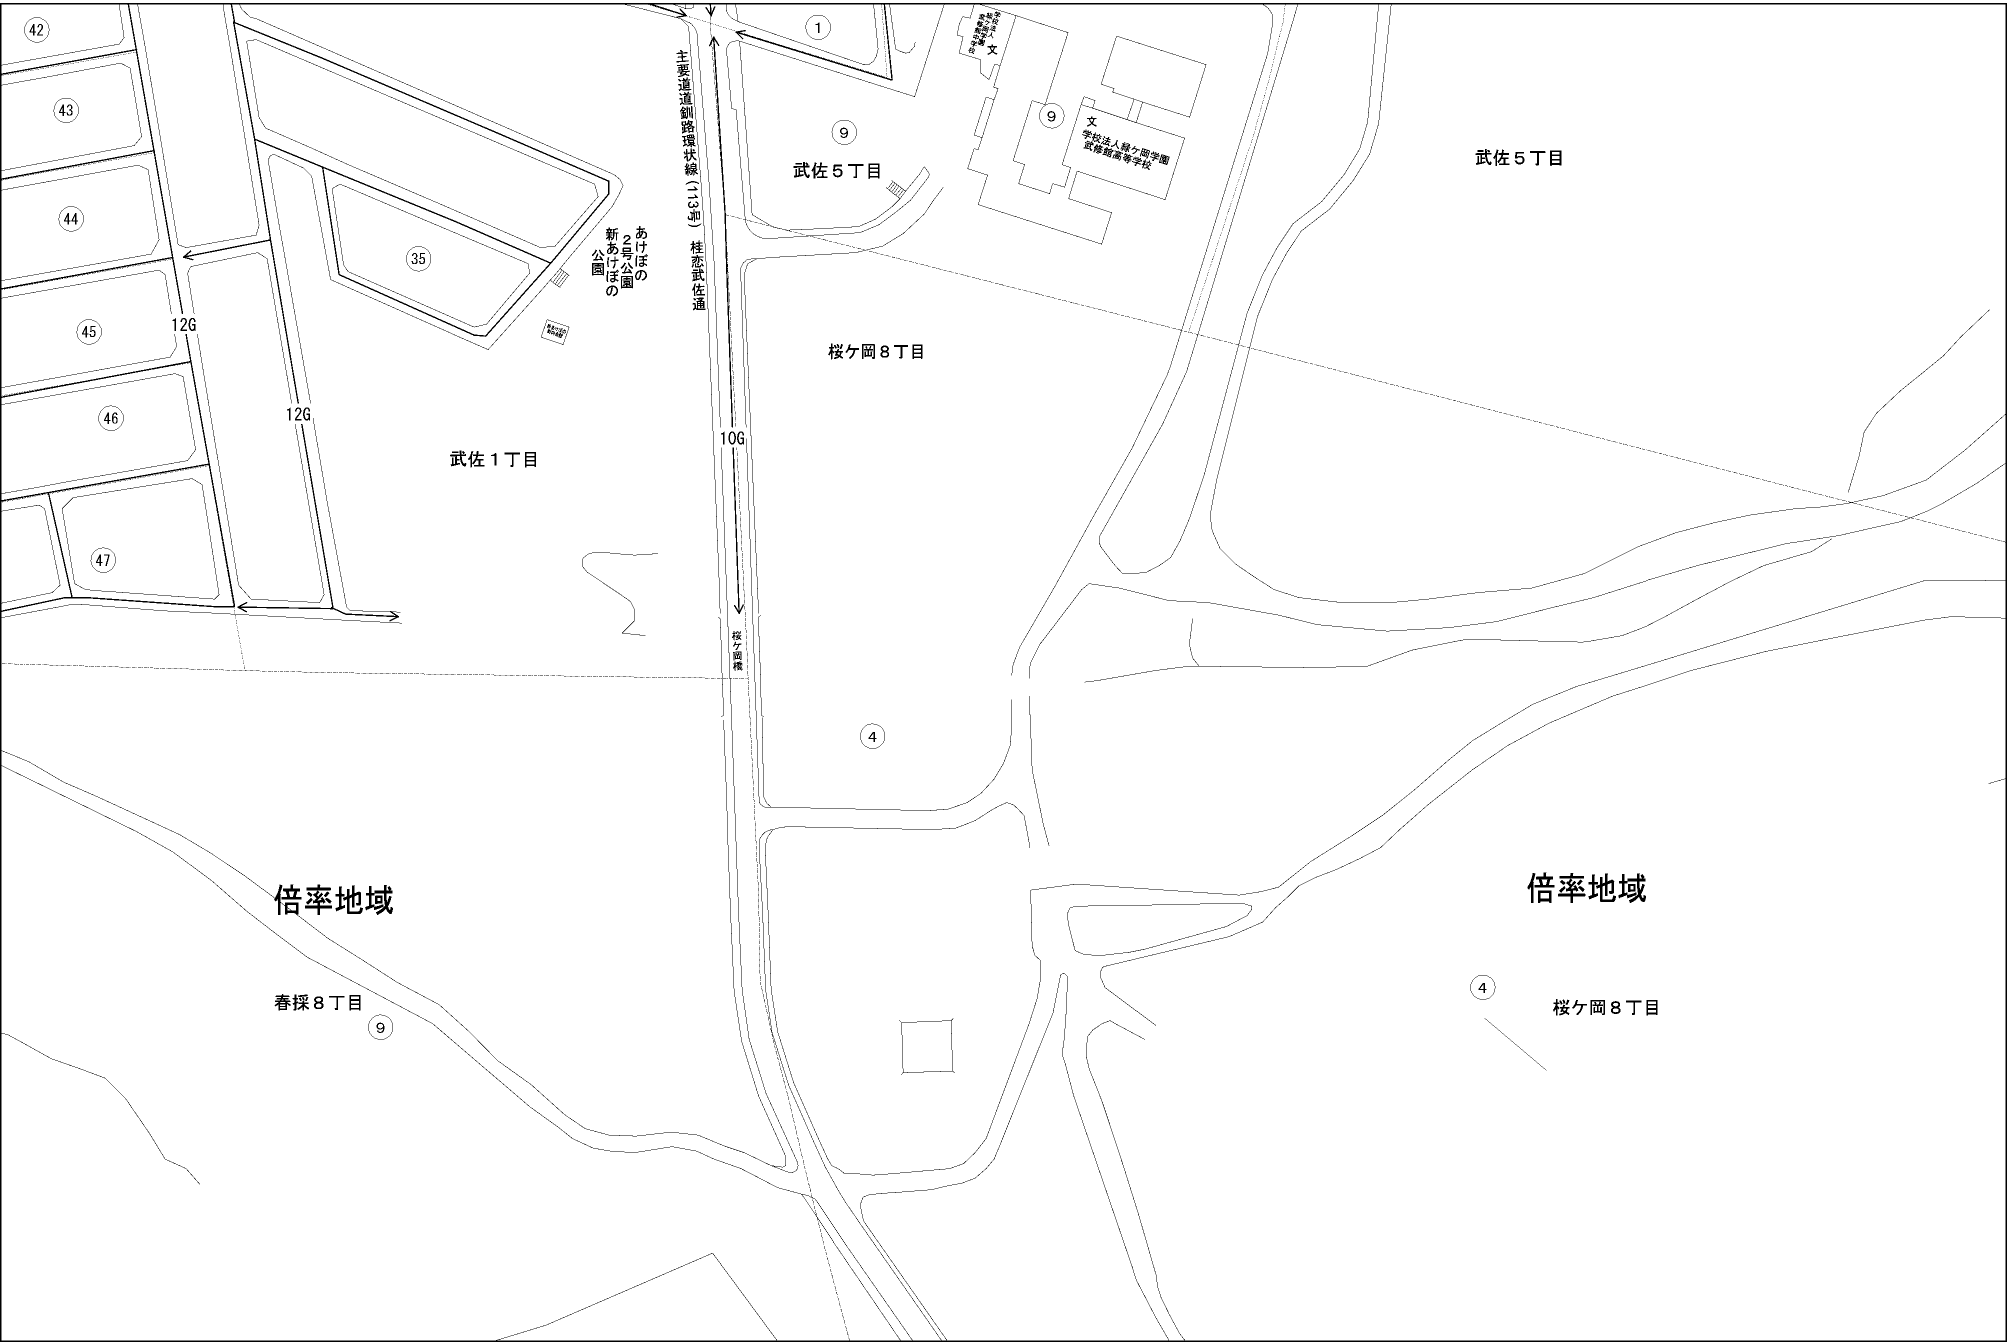 42
43
44
45
46
47
12G
12G
35
武佐１丁目
あけぼの
２号公園
新あけぼの
公園
主要道道釧路環状線(113号)　桂恋武佐通
10G
桜ケ岡橋
1
9
武佐５丁目
文
9
文
学校法人緑ケ岡学園
武修館高等学校
武佐５丁目
桜ケ岡８丁目
4
倍率地域
春採８丁目
9
倍率地域
4
桜ケ岡８丁目